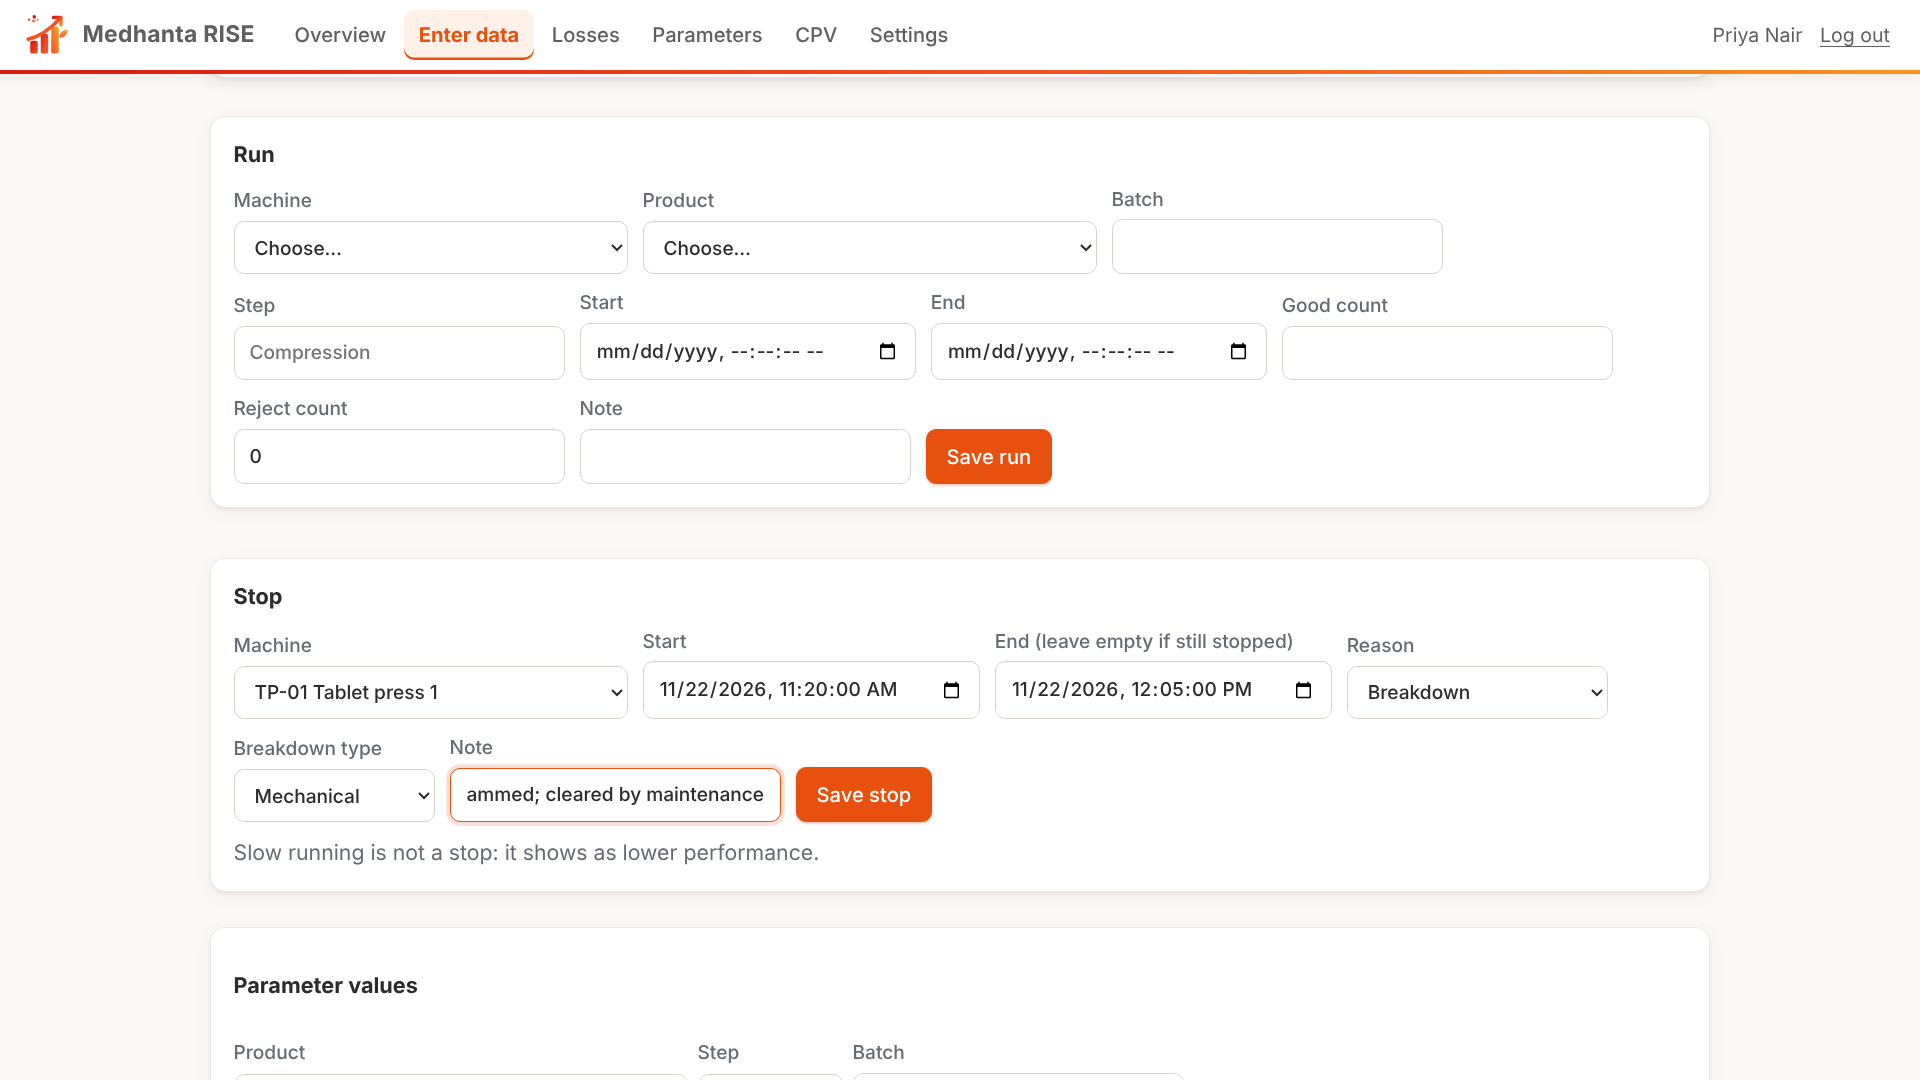 Medhanta RISE Overview Enter data Losses Parameters CPV Settings Priya Nair Log out
Run
Machine Product Batch
Choose... Choose...
Step Start End Good count
Compression mm/dd/yyyy, --:--:-- -- mm/dd/yyyy, --:--:-- --
Reject count Note
0 Save run
Stop
Machine Start End (leave empty if still stopped) Reason
TP-01 Tablet press 1 11/22/2026, 11:20:00 AM 11/22/2026, 12:05:00 PM Breakdown
Breakdown type Note
Mechanical ammed; cleared by maintenance Save stop
Slow running is not a stop: it shows as lower performance.
Parameter values
Product Step Batch